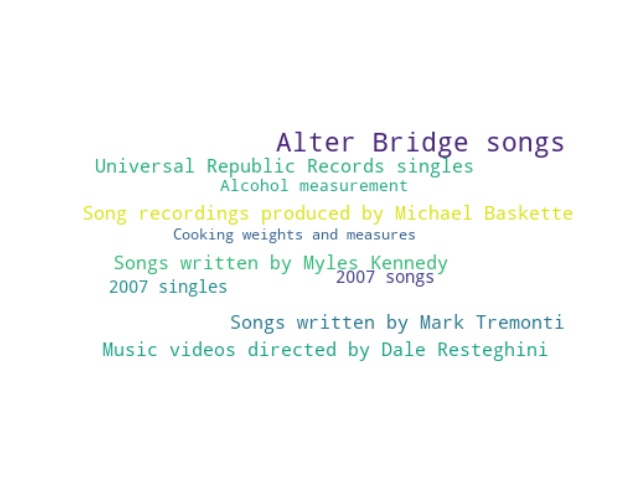 Alter Bridge songs
Universal Republic Records singles
Alcohol measurement
Song recordings produced by Michael Baskette
Cooking weights and measures
Songs written by Myles Kennedy
2007 songs
2007 singles
Songs written by Mark Tremonti
Music videos directed by Dale Resteghini